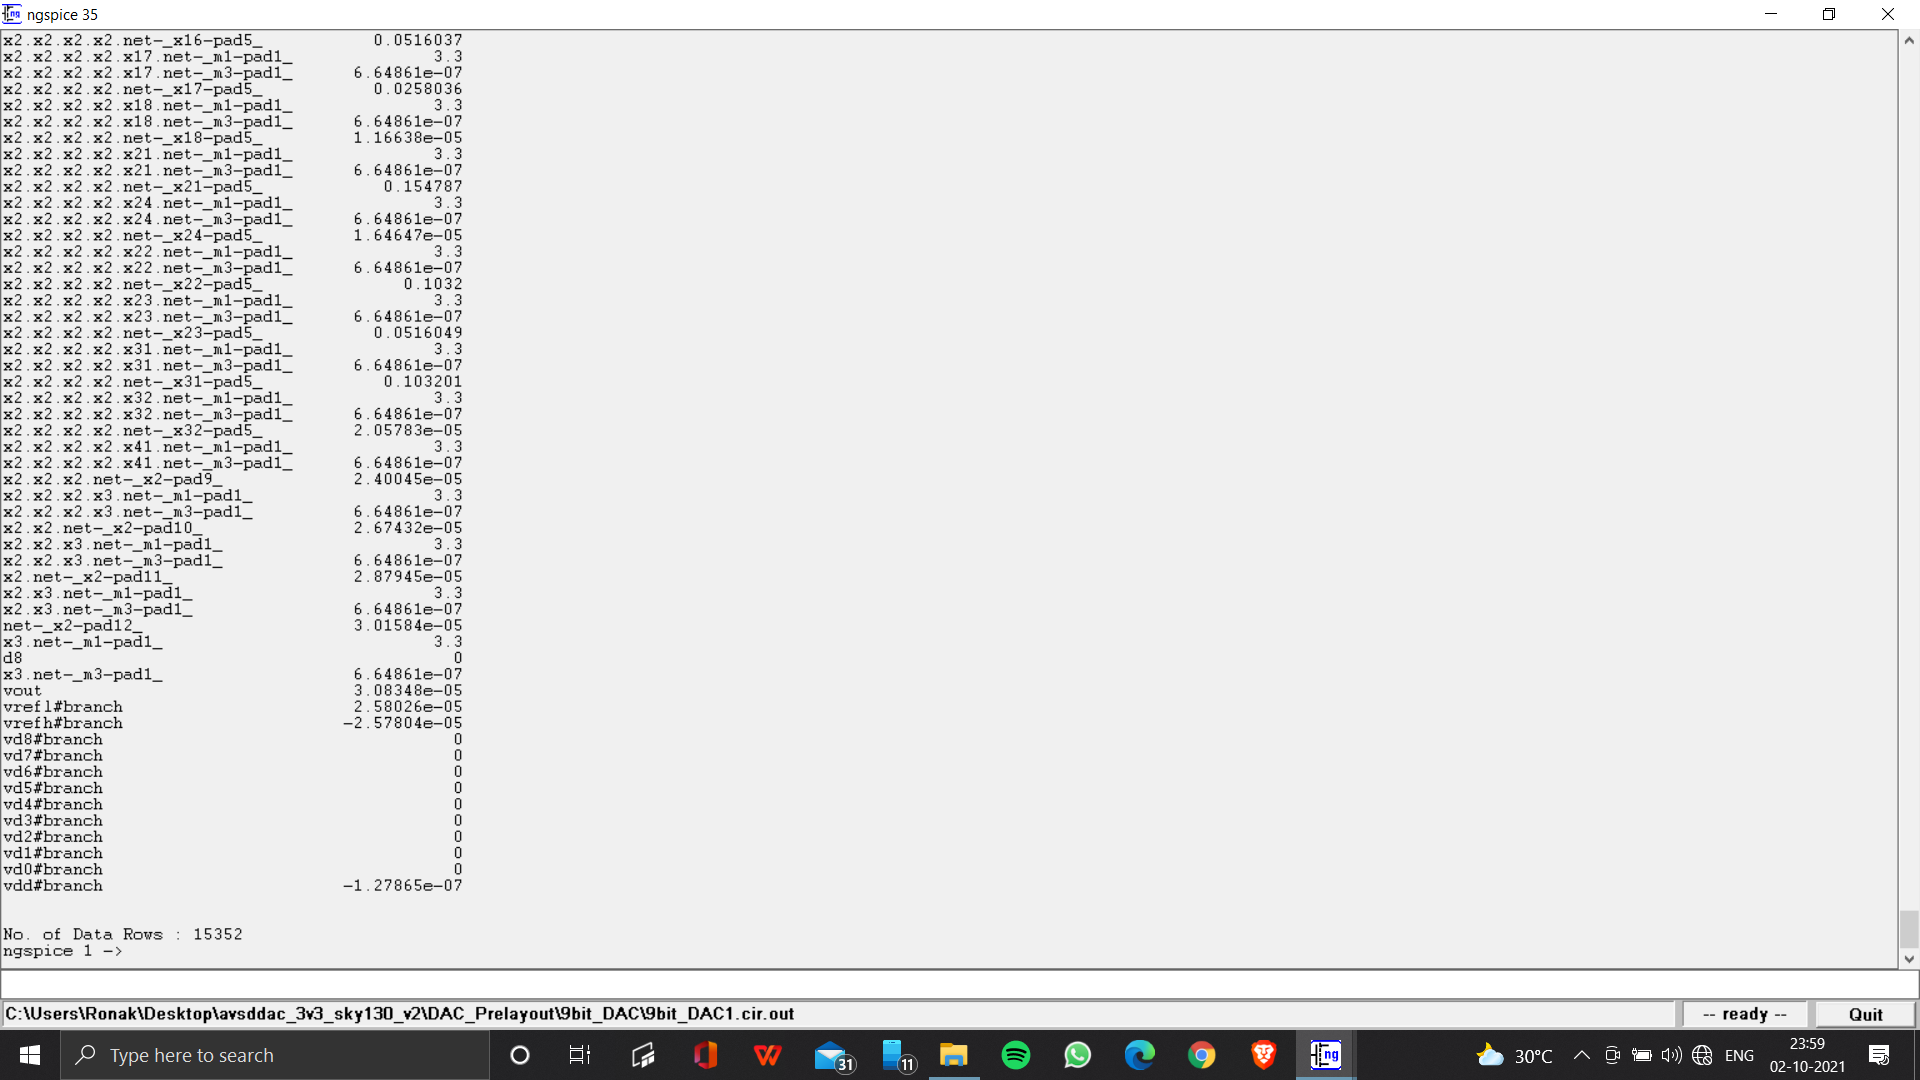 ngspice 35
x2.x2.x2.x2.net-_x16-pad5_ 0.0516037
x2.x2.x2.x2.x17.net-_m1-pad1_ 3.3
x2.x2.x2.x2.x17.net-_m3-pad1_ 6.64861e-07
x2.x2.x2.x2.net-_x17-pad5_ 0.0258036
x2.x2.x2.x2.x18.net-_m1-pad1_ 3.3
x2.x2.x2.x2.x18.net-_m3-pad1_ 6.64861e-07
x2.x2.x2.x2.net-_x18-pad5_ 1.16638e-05
x2.x2.x2.x2.x21.net-_m1-pad1_ 3.3
x2.x2.x2.x2.x21.net-_m3-pad1_ 6.64861e-07
x2.x2.x2.x2.net-_x21-pad5_ 0.154787
x2.x2.x2.x2.x24.net-_m1-pad1_ 3.3
x2.x2.x2.x2.x24.net-_m3-pad1_ 6.64861e-07
x2.x2.x2.x2.net-_x24-pad5_ 1.64647e-05
x2.x2.x2.x2.x22.net-_m1-pad1_ 3.3
x2.x2.x2.x2.x22.net-_m3-pad1_ 6.64861e-07
x2.x2.x2.x2.net-_x22-pad5_ 0.1032
x2.x2.x2.x2.x23.net-_m1-pad1_ 3.3
x2.x2.x2.x2.x23.net-_m3-pad1_ 6.64861e-07
x2.x2.x2.x2.net-_x23-pad5_ 0.0516049
x2.x2.x2.x2.x31.net-_m1-pad1_ 3.3
x2.x2.x2.x2.x31.net-_m3-pad1_ 6.64861e-07
x2.x2.x2.x2.net-_x31-pad5_ 0.103201
x2.x2.x2.x2.x32.net-_m1-pad1_ 3.3
x2.x2.x2.x2.x32.net-_m3-pad1_ 6.64861e-07
x2.x2.x2.x2.net-_x32-pad5_ 2.05783e-05
x2.x2.x2.x2.x41.net-_m1-pad1_ 3.3
x2.x2.x2.x2.x41.net-_m3-pad1_ 6.64861e-07
x2.x2.x2.net-_x2-pad9_ 2.40045e-05
x2.x2.x2.x3.net-_m1-pad1_ 3.3
x2.x2.x2.x3.net-_m3-pad1_ 6.64861e-07
x2.x2.net-_x2-pad10_ 2.67432e-05
x2.x2.x3.net-_m1-pad1_ 3.3
x2.x2.x3.net-_m3-pad1_ 6.64861e-07
x2.net-_x2-pad11_ 2.87945e-05
x2.x3.net-_m1-pad1_ 3.3
x2.x3.net-_m3-pad1_ 6.64861e-07
net-_x2-pad12_ 3.01584e-05
x3.net-_m1-pad1_ 3.3
d8 0
x3.net-_m3-pad1_ 6.64861e-07
vout 3.08348e-05
vrefl#branch 2.58026e-05
vrefh#branch -2.57804e-05
vd8#branch 0
vd7#branch 0
vd6#branch 0
vd5#branch 0
vd4#branch 0
vd3#branch 0
vd2#branch 0
vd1#branch 0
vd0#branch 0
vdd#branch -1.27865e-07
No. of Data Rows : 15352
ngspice 1 ->
C:\Users\Ronak\Desktop\avsddac_3v3_sky130_v2\DAC_Prelayout\9bit_DAC\9bit_DAC1.cir.out
-- ready --
Quit
Type here to search
31
11
ng
30°C
ENG
23:59
02-10-2021